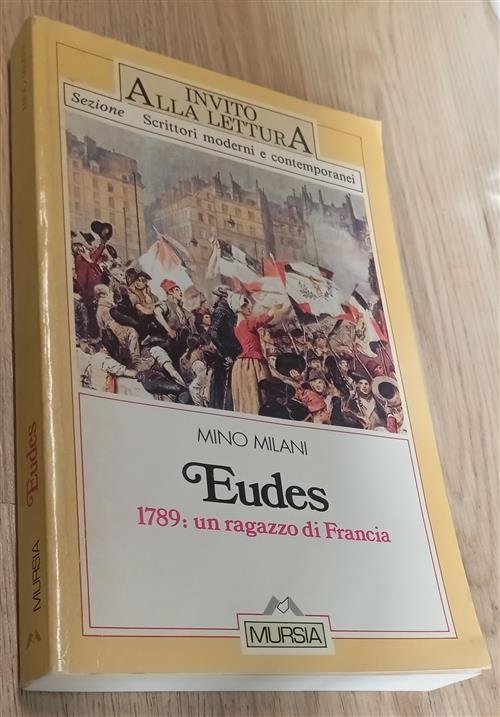 INVITO
ALLA LETTURA
Sezione Scrittori moderni e contemporanei
MINO MILANI
Eudes
1789: un ragazzo di Francia
MURSIA
Eudes
MURSIA